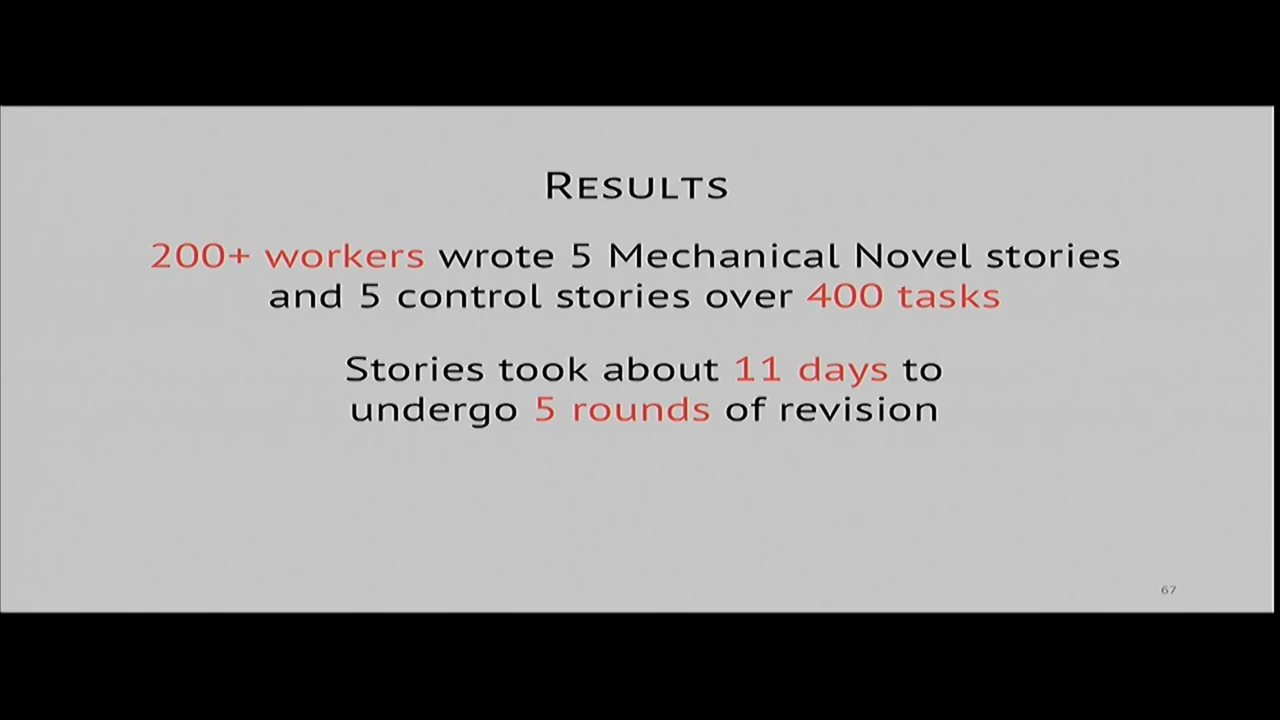 RESULTS
200+ workers wrote 5 Mechanical Novel stories
and 5 control stories over 400 tasks
Stories took about 11 days to
undergo 5 rounds of revision
67